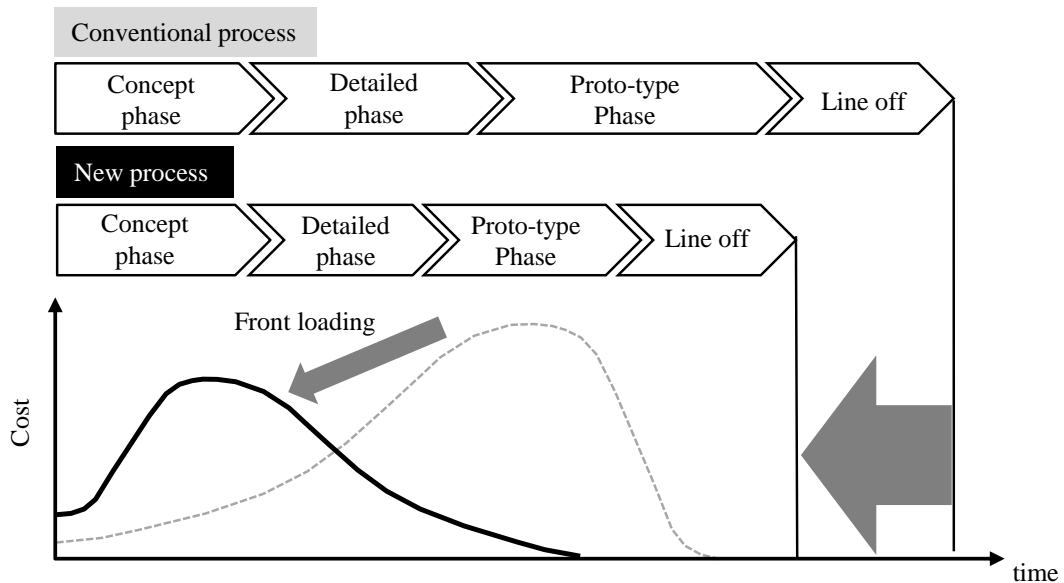 Conventional process
Concept
phase
Detailed
phase
Proto-type
Phase
Line off
New process
Concept
phase
Detailed
phase
Proto-type
Phase
Line off
Front loading
Cost
time